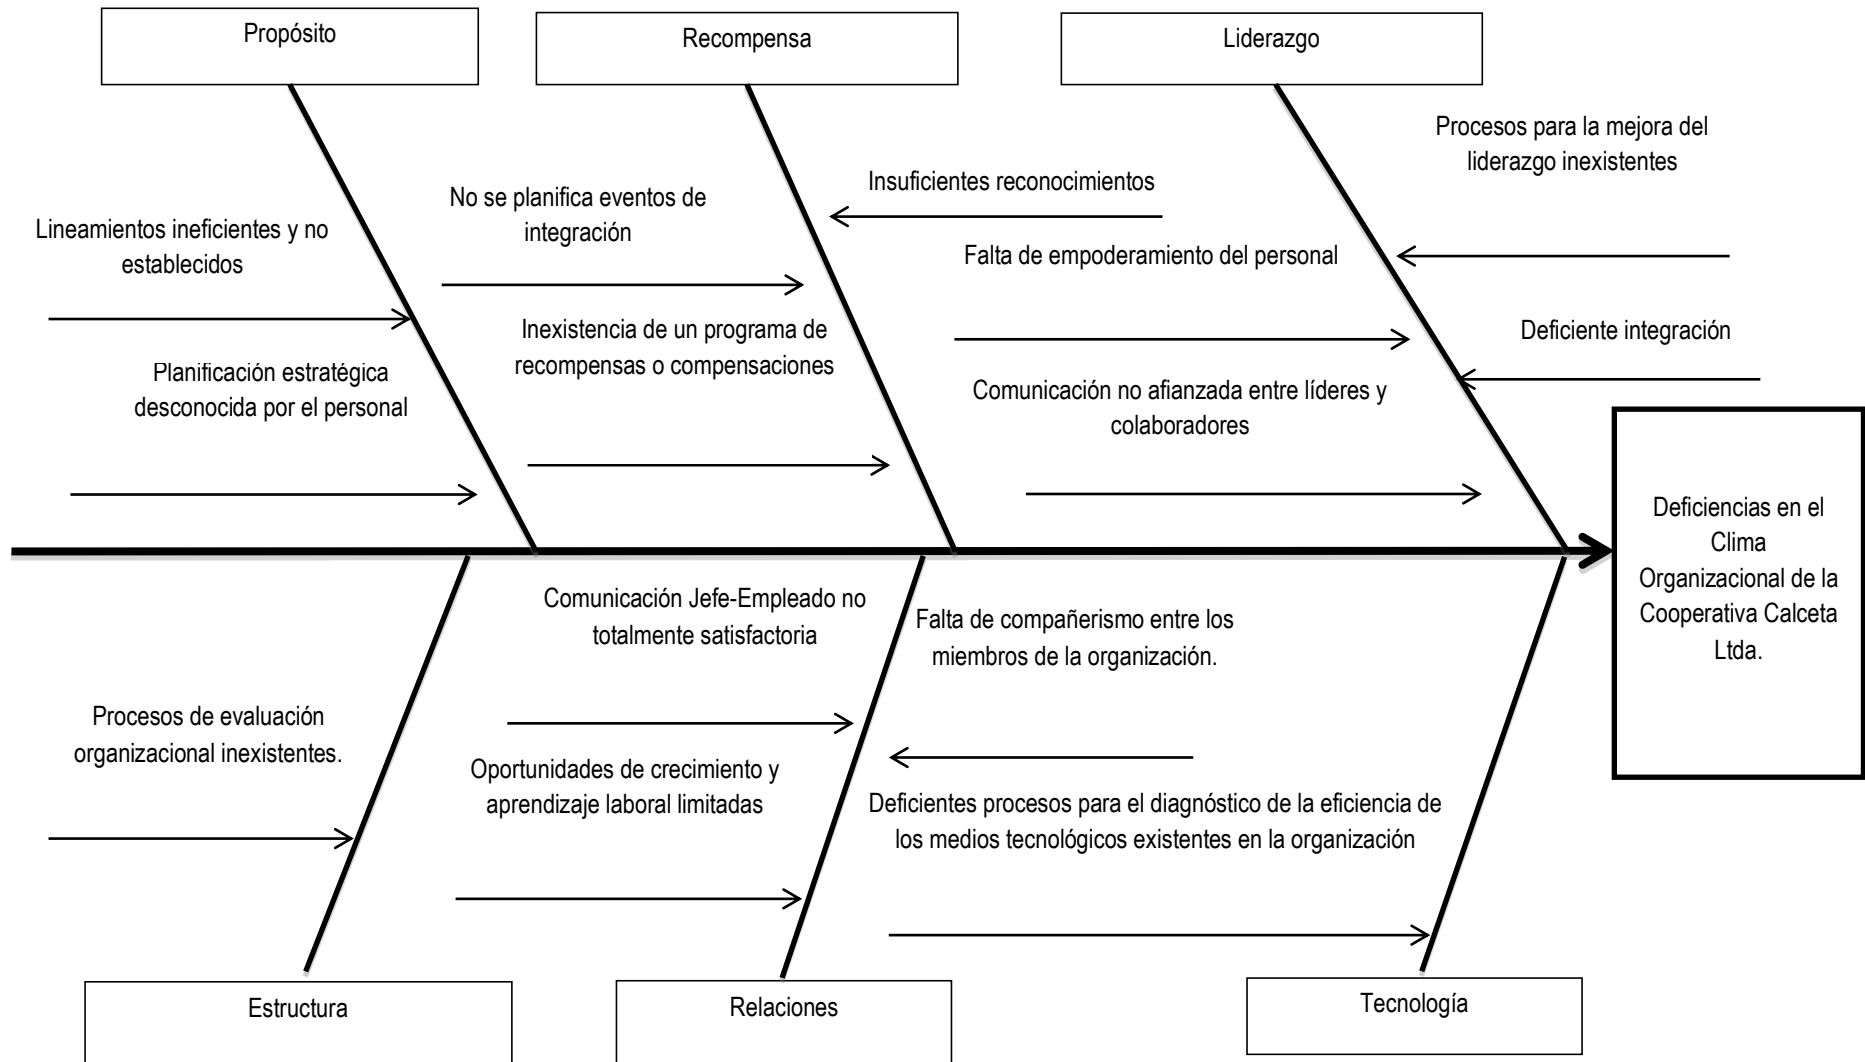 Propósito
Recompensa
Liderazgo
Procesos para la mejora del
liderazgo inexistentes
Insuficientes reconocimientos
No se planifica eventos de
integración
Lineamientos ineficientes y no
establecidos
Falta de empoderamiento del personal
Inexistencia de un programa de
recompensas o compensaciones
Deficiente integración
Planificación estratégica
desconocida por el personal
Comunicación no afianzada entre líderes y
colaboradores
Deficiencias en el
Clima
Organizacional de la
Cooperativa Calceta
Ltda.
Comunicación Jefe-Empleado no
totalmente satisfactoria
Falta de compañerismo entre los
miembros de la organización.
Procesos de evaluación
organizacional inexistentes.
Oportunidades de crecimiento y
aprendizaje laboral limitadas
Deficientes procesos para el diagnóstico de la eficiencia de
los medios tecnológicos existentes en la organización
Estructura
Relaciones
Tecnología